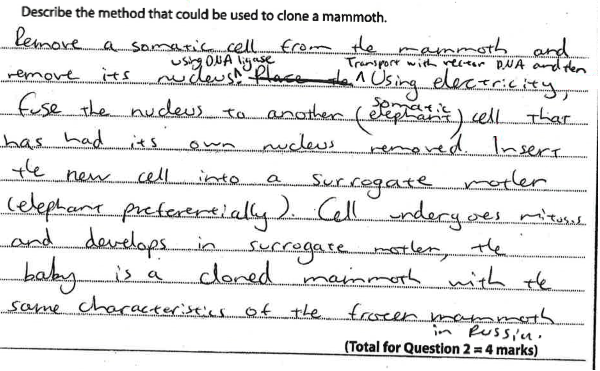 Describe the method that could be used to clone a mammoth.
Remove a somatic cell from the mammoth and
using DNA ligase Transport with vector DNA and then
remove its nucleus. Place Using electricity,
somatic
fuse the nucleus to another (elephant) cell that
has had its own nucleus removed. Insert
the new cell into a surrogate mother
(elephant preferentially). Cell undergoes mitosis
and develops in surrogate mother, the
baby is a cloned mammoth with the
same characteristics of the frozen mammoth
in Russia.
(Total for Question 2 = 4 marks)